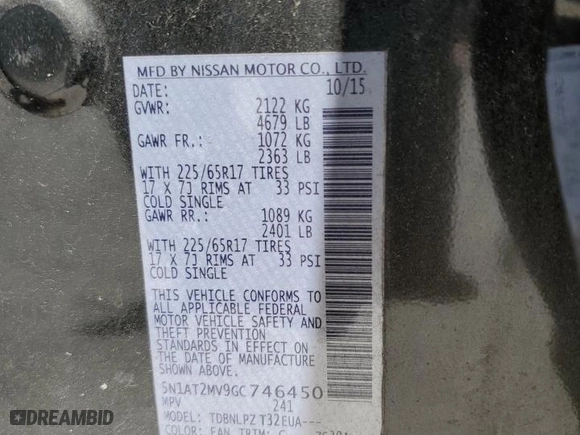 MFD BY NISSAN MOTOR CO., LTD.
DATE: 10/15
GVWR: 2122 KG
4679 LB
GAWR FR.: 1072 KG
2363 LB
WITH 225/65R17 TIRES
17 X 7J RIMS AT 33 PSI
COLD SINGLE
GAWR RR.: 1089 KG
2401 LB
WITH 225/65R17 TIRES
17 X 7J RIMS AT 33 PSI
COLD SINGLE
THIS VEHICLE CONFORMS TO
ALL APPLICABLE FEDERAL
MOTOR VEHICLE SAFETY AND
THEFT PREVENTION
STANDARDS IN EFFECT ON
THE DATE OF MANUFACTURE
SHOWN ABOVE.
5N1AT2MV9GC746450
MPV 241
MODEL: TDBNLPZ T32EUA---
COLOR: TRIM: G
AUTOBIDMASTER